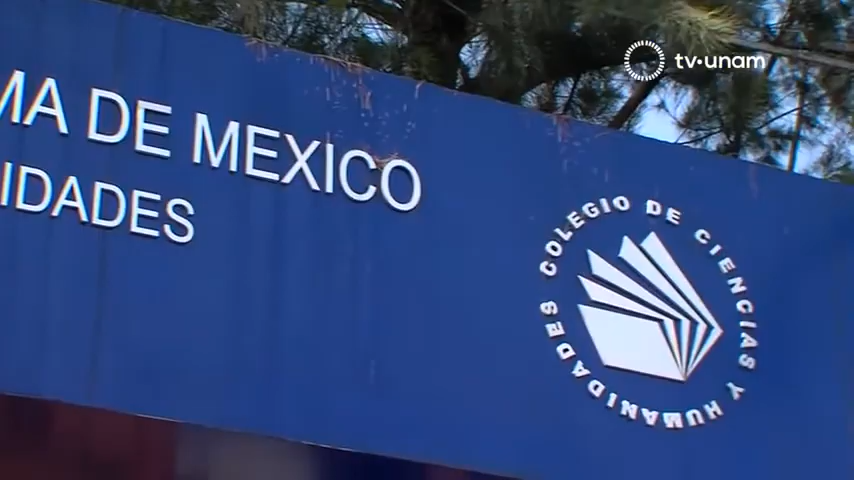 tv·unam
MA DE MEXICO
IDADES
COLEGIO DE CIENCIAS Y HUMANIDADES